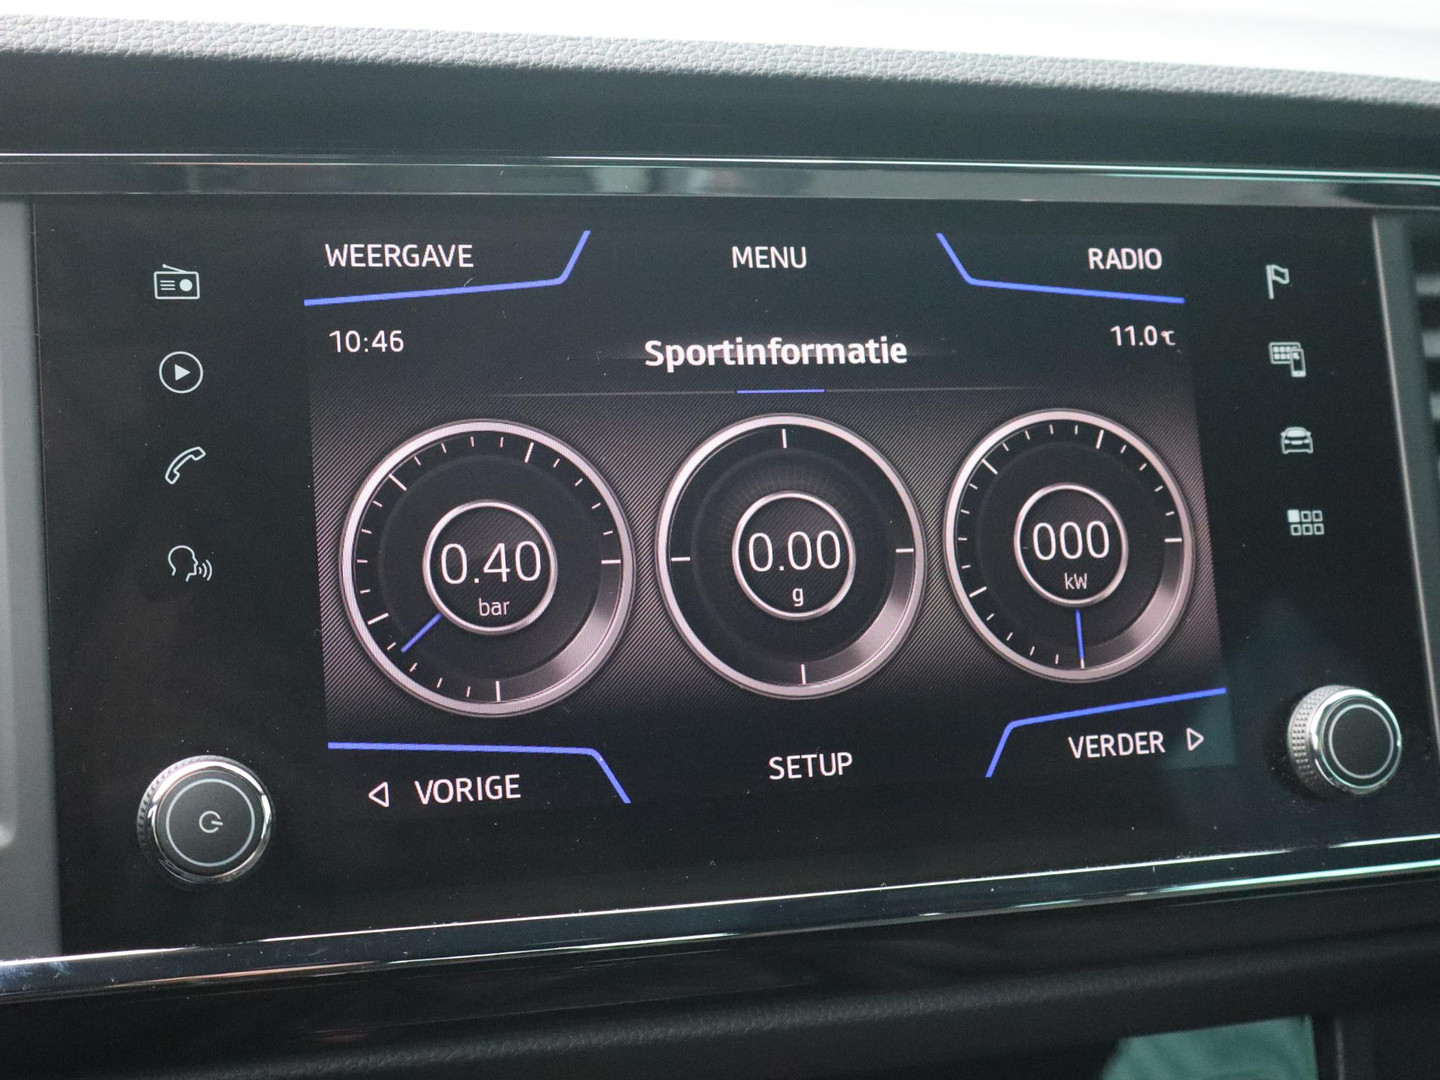 WEERGAVE MENU RADIO
10:46 Sportinformatie 11.0℃
0.40 0.00 000
bar g kW
VORIGE SETUP VERDER